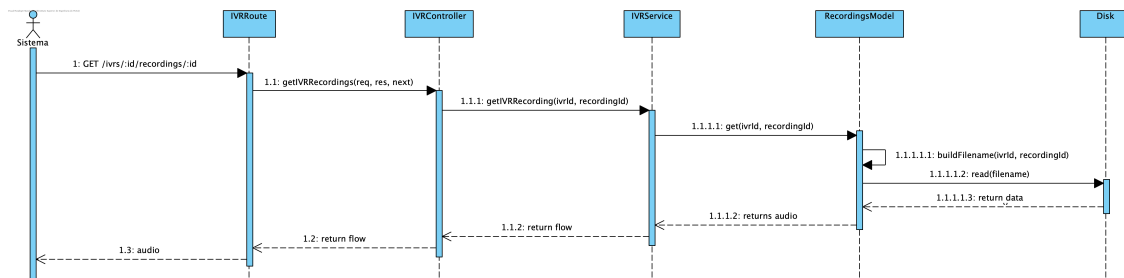 IVRRoute
IVRController
IVRService
RecordingsModel
Disk
Sistema
1: GET /ivrs/:id/recordings/:id
1.1: getIVRRecordings(req, res, next)
1.1.1: getIVRRecording(ivrId, recordingId)
1.1.1.1: get(ivrId, recordingId)
1.1.1.1.1: buildFilename(ivrId, recordingId)
1.1.1.1.2: read(filename)
1.1.1.1.3: return data
1.1.1.2: returns audio
1.1.2: return flow
1.2: return flow
1.3: audio